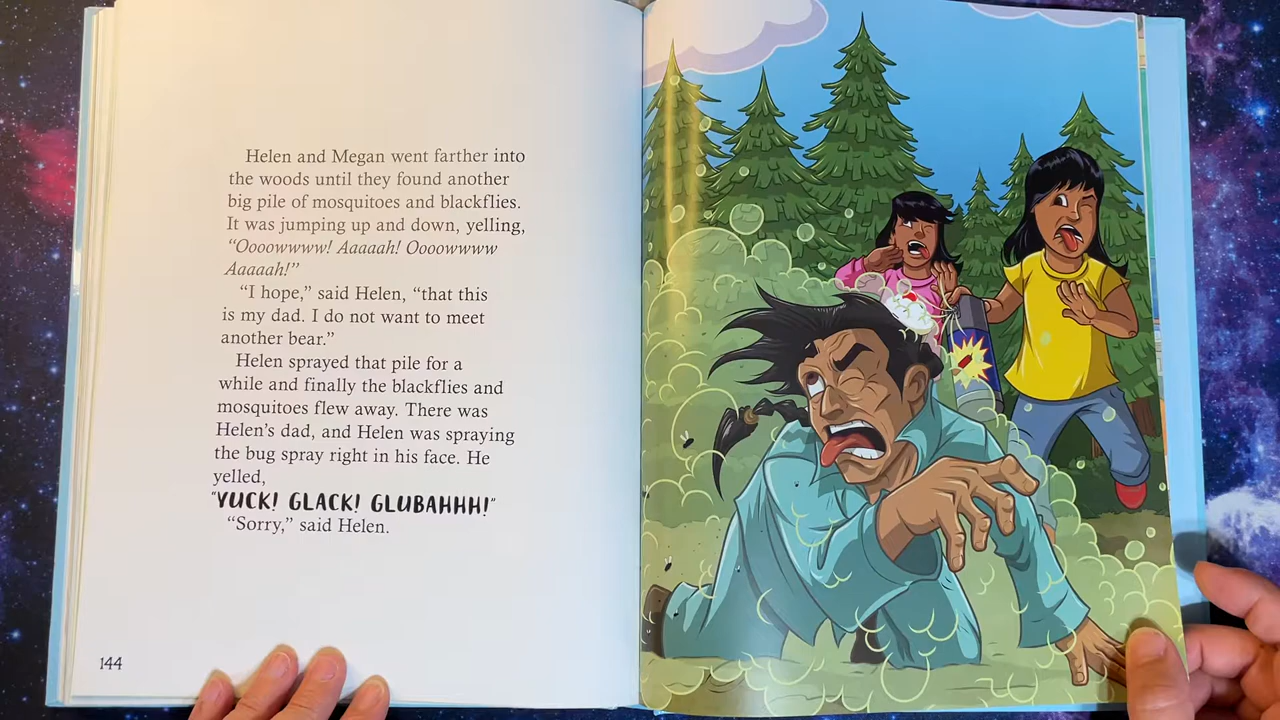 Helen and Megan went farther into
the woods until they found another
big pile of mosquitoes and blackflies.
It was jumping up and down, yelling,
“Oooowwww! Aaaaah! Oooowwww
Aaaaah!”
“I hope,” said Helen, “that this
is my dad. I do not want to meet
another bear.”
Helen sprayed that pile for a
while and finally the blackflies and
mosquitoes flew away. There was
Helen’s dad, and Helen was spraying
the bug spray right in his face. He
yelled,
“YUCK! GLACK! GLUBAHHH!”
“Sorry,” said Helen.
144